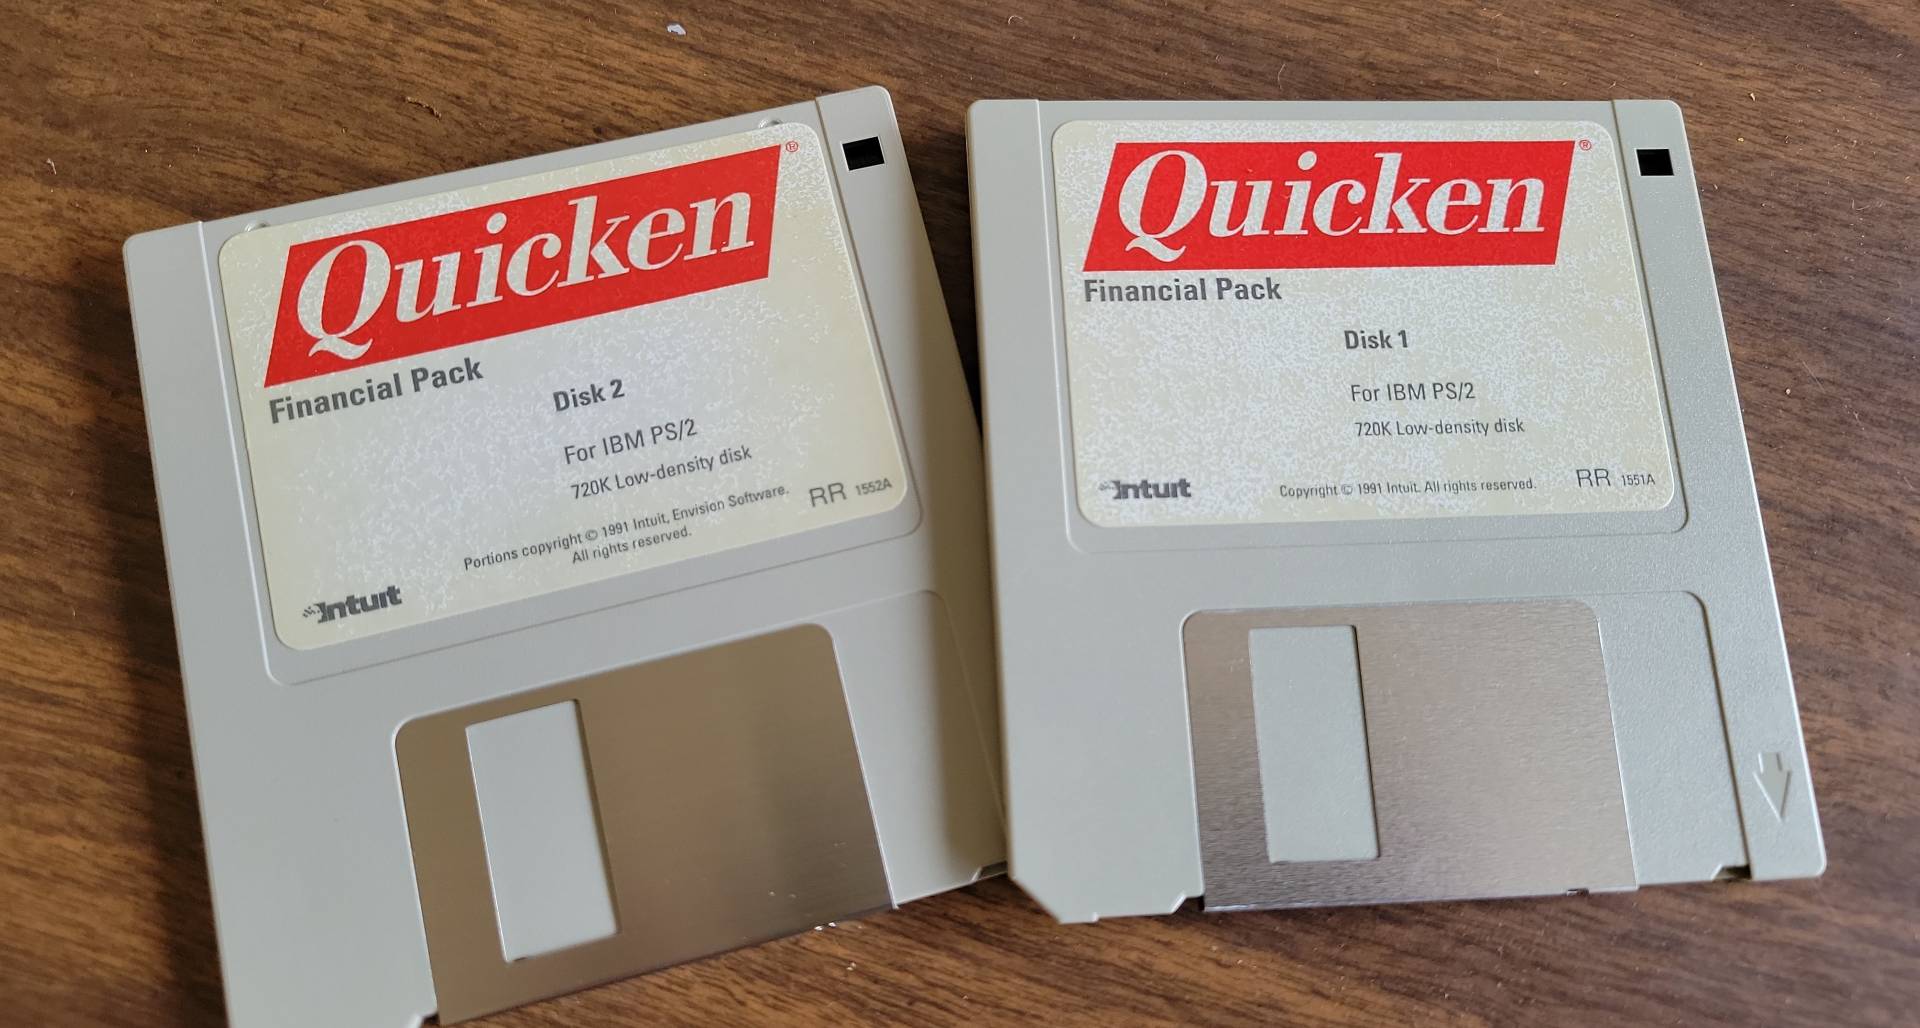 Quicken®
Financial Pack
Disk 2
For IBM PS/2
720K Low-density disk
Portions copyright © 1991 Intuit, Envision Software.
All rights reserved.
RR 1552A
Intuit
Quicken®
Financial Pack
Disk 1
For IBM PS/2
720K Low-density disk
Intuit
Copyright © 1991 Intuit. All rights reserved.
RR 1551A